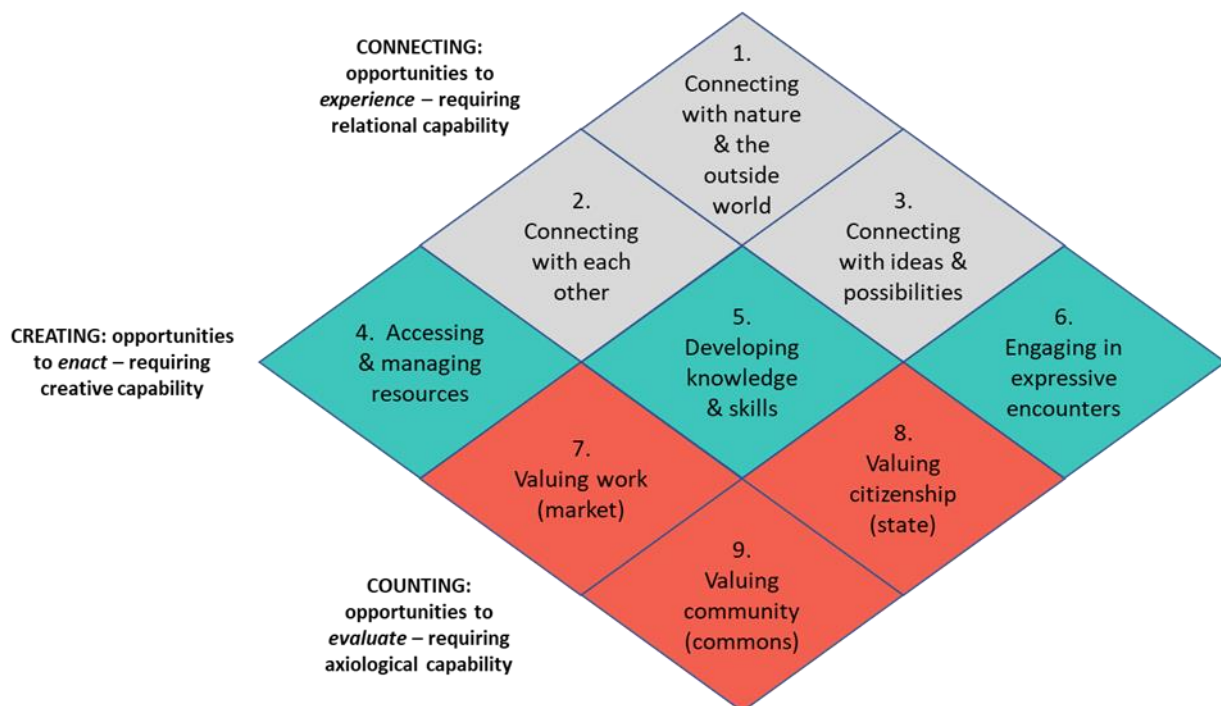 CONNECTING:
opportunities to
experience – requiring
relational capability
1.
Connecting
with nature
& the
outside
world
2.
Connecting
with each
other
3.
Connecting
with ideas &
possibilities
CREATING: opportunities
to enact – requiring
creative capability
4. Accessing
& managing
resources
5.
Developing
knowledge
& skills
6.
Engaging in
expressive
encounters
7.
Valuing work
(market)
8.
Valuing
citizenship
(state)
COUNTING:
opportunities to
evaluate – requiring
axiological capability
9.
Valuing
community
(commons)